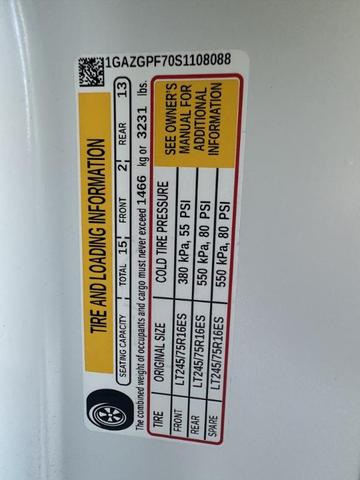 1GAZGPF70S1108088
TIRE AND LOADING INFORMATION
SEATING CAPACITY TOTAL 15 FRONT 2 REAR 13
The combined weight of occupants and cargo must never exceed 1466 kg or 3231 lbs.
TIRE ORIGINAL SIZE COLD TIRE PRESSURE
FRONT LT245/75R16ES 380 kPa, 55 PSI
REAR LT245/75R16ES 550 kPa, 80 PSI
SPARE LT245/75R16ES 550 kPa, 80 PSI
SEE OWNER'S
MANUAL FOR
ADDITIONAL
INFORMATION